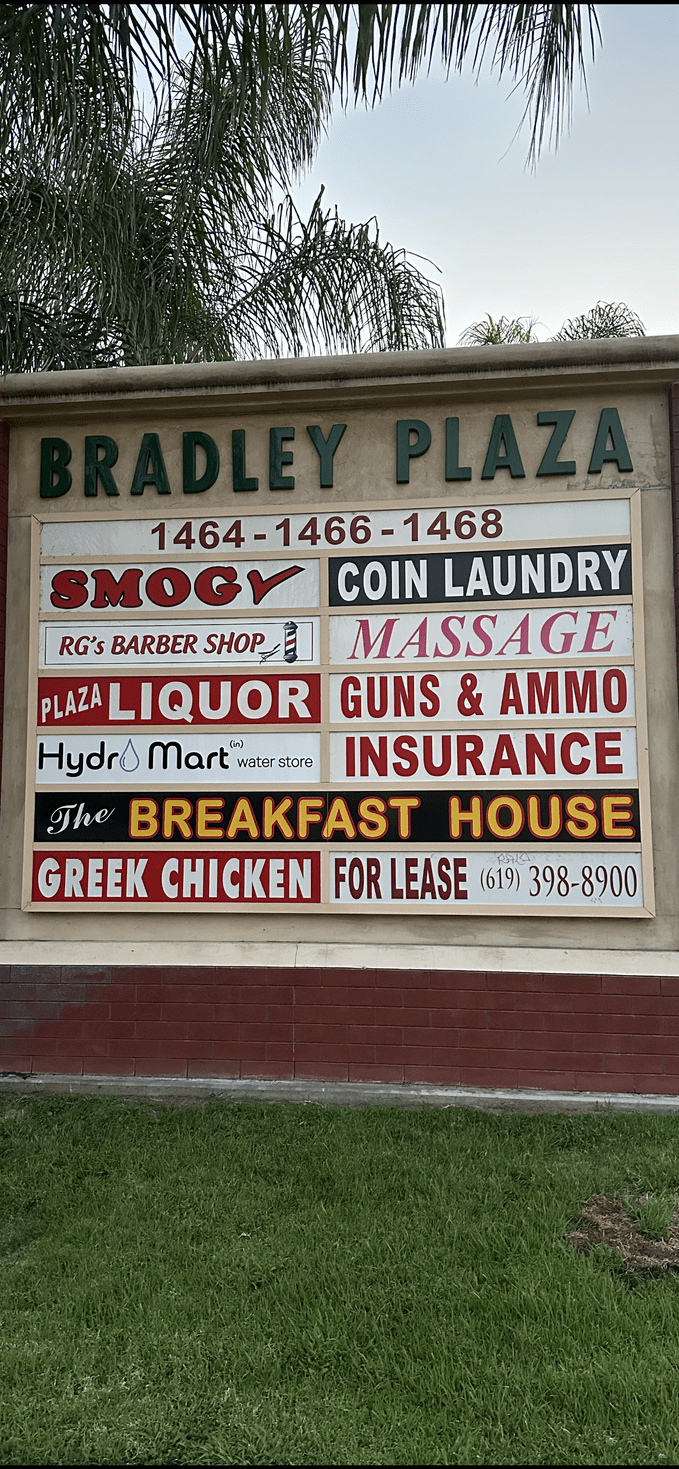 BRADLEY PLAZA
1464-1466-1468
SMOG
COIN LAUNDRY
RG's BARBER SHOP
MASSAGE
PLAZA LIQUOR
GUNS & AMMO
Hydro Mart (in) water store
INSURANCE
The BREAKFAST HOUSE
GREEK CHICKEN
FOR LEASE (619) 398-8900